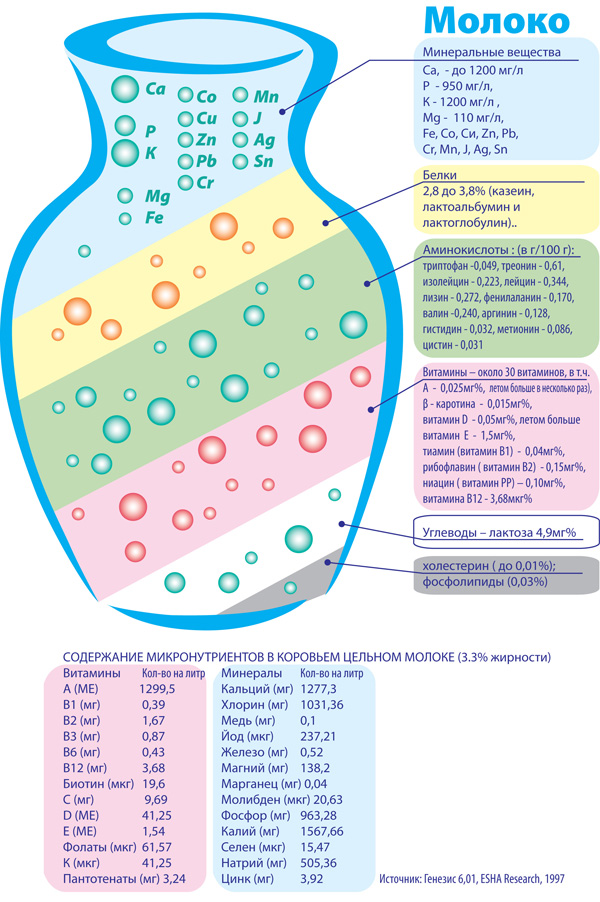 Молоко
Минеральные вещества
Ca, - до 1200 мг/л
P - 950 мг/л,
K - 1200 мг/л ,
Mg - 110 мг/л,
Fe, Co, Си, Zn, Pb,
Cr, Mn, J, Ag, Sn
Ca
P
K
Mg
Fe
Co
Cu
Zn
Pb
Cr
Mn
J
Ag
Sn
Белки
2,8 до 3,8% (казеин,
лактоальбумин и
лактоглобулин)..
Аминокислоты : (в г/100 г):
триптофан -0,049, треонин - 0,61,
изолейцин - 0,223, лейцин - 0,344,
лизин - 0,272, фенилаланин - 0,170,
валин -0,240, аргинин - 0,128,
гистидин - 0,032, метионин - 0,086,
цистин - 0,031
Витамины – около 30 витаминов, в т.ч.
А - 0,025мг%, летом больше в несколько раз),
β - каротина - 0,015мг%,
витамин D - 0,05мг%, летом больше
витамин Е - 1,5мг%,
тиамин (витамин В1) - 0,04мг%,
рибофлавин ( витамин В2) - 0,15мг%,
ниацин ( витамин РР) – 0,10мг%,
витамина В12 - 3,68мкг%
Углеводы – лактоза 4,9мг%
холестерин ( до 0,01%);
фосфолипиды (0,03%)
СОДЕРЖАНИЕ МИКРОНУТРИЕНТОВ В КОРОВЬЕМ ЦЕЛЬНОМ МОЛОКЕ (3.3% жирности)
Витамины Кол-во на литр
А (МЕ) 1299,5
В1 (мг) 0,39
В2 (мг) 1,67
В3 (мг) 0,87
В6 (мг) 0,43
В12 (мг) 3,68
Биотин (мкг) 19,6
С (мг) 9,69
D (МЕ) 41,25
Е (МЕ) 1,54
Фолаты (мкг) 61,57
К (мкг) 41,25
Пантотенаты (мг) 3,24
Минералы Кол-во на литр
Кальций (мг) 1277,3
Хлорин (мг) 1031,36
Медь (мг) 0,1
Йод (мкг) 237,21
Железо (мг) 0,52
Магний (мг) 138,2
Марганец (мг) 0,04
Молибден (мкг) 20,63
Фосфор (мг) 963,28
Калий (мг) 1567,66
Селен (мкг) 15,47
Натрий (мг) 505,36
Цинк (мг) 3,92
Источник: Генезис 6,01, ESHA Research, 1997